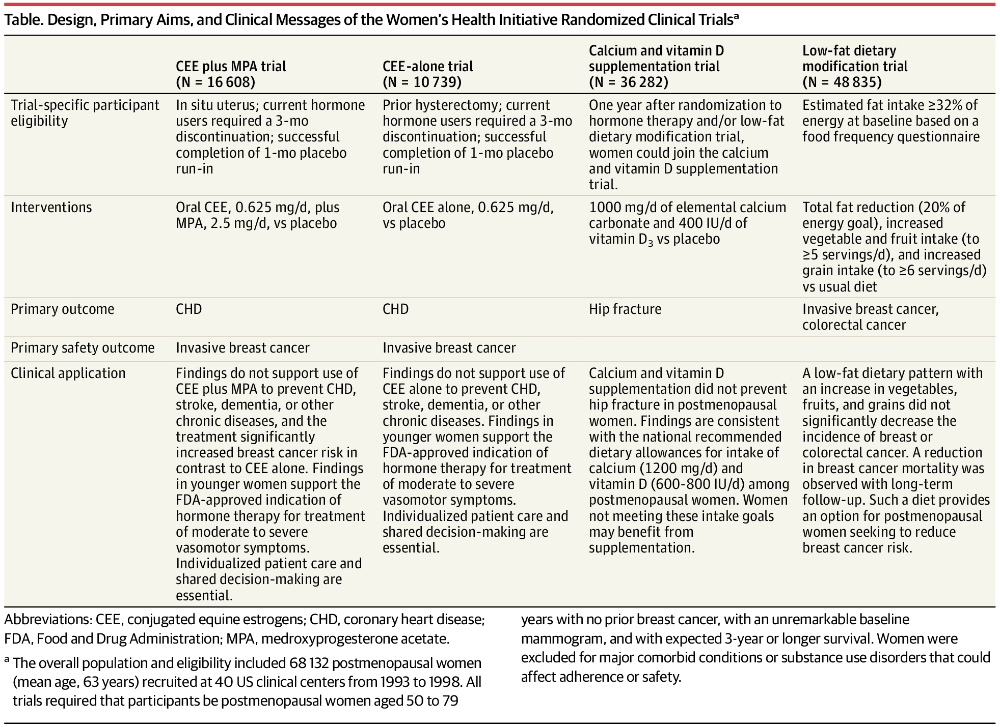 Table. Design, Primary Aims, and Clinical Messages of the Women's Health Initiative Randomized Clinical Trialsᵃ
CEE plus MPA trial
(N = 16 608)
CEE-alone trial
(N = 10 739)
Calcium and vitamin D
supplementation trial
(N = 36 282)
Low-fat dietary
modification trial
(N = 48 835)
Trial-specific participant
eligibility
In situ uterus; current hormone
users required a 3-mo
discontinuation; successful
completion of 1-mo placebo
run-in
Prior hysterectomy; current
hormone users required a 3-mo
discontinuation; successful
completion of 1-mo placebo
run-in
One year after randomization to
hormone therapy and/or low-fat
dietary modification trial,
women could join the calcium
and vitamin D supplementation
trial.
Estimated fat intake ≥32% of
energy at baseline based on a
food frequency questionnaire
Interventions
Oral CEE, 0.625 mg/d, plus
MPA, 2.5 mg/d, vs placebo
Oral CEE alone, 0.625 mg/d,
vs placebo
1000 mg/d of elemental calcium
carbonate and 400 IU/d of
vitamin D₃ vs placebo
Total fat reduction (20% of
energy goal), increased
vegetable and fruit intake (to
≥5 servings/d), and increased
grain intake (to ≥6 servings/d)
vs usual diet
Primary outcome
CHD
CHD
Hip fracture
Invasive breast cancer,
colorectal cancer
Primary safety outcome
Invasive breast cancer
Invasive breast cancer
Clinical application
Findings do not support use of
CEE plus MPA to prevent CHD,
stroke, dementia, or other
chronic diseases, and the
treatment significantly
increased breast cancer risk in
contrast to CEE alone. Findings
in younger women support the
FDA-approved indication of
hormone therapy for treatment
of moderate to severe
vasomotor symptoms.
Individualized patient care and
shared decision-making are
essential.
Findings do not support use of
CEE alone to prevent CHD,
stroke, dementia, or other
chronic diseases. Findings in
younger women support the
FDA-approved indication of
hormone therapy for treatment
of moderate to severe
vasomotor symptoms.
Individualized patient care and
shared decision-making are
essential.
Calcium and vitamin D
supplementation did not prevent
hip fracture in postmenopausal
women. Findings are consistent
with the national recommended
dietary allowances for intake of
calcium (1200 mg/d) and
vitamin D (600-800 IU/d) among
postmenopausal women. Women
not meeting these intake goals
may benefit from
supplementation.
A low-fat dietary pattern with
an increase in vegetables,
fruits, and grains did not
significantly decrease the
incidence of breast or
colorectal cancer. A reduction
in breast cancer mortality was
observed with long-term
follow-up. Such a diet provides
an option for postmenopausal
women seeking to reduce
breast cancer risk.
Abbreviations: CEE, conjugated equine estrogens; CHD, coronary heart disease;
FDA, Food and Drug Administration; MPA, medroxyprogesterone acetate.
ᵃ The overall population and eligibility included 68 132 postmenopausal women
(mean age, 63 years) recruited at 40 US clinical centers from 1993 to 1998. All
trials required that participants be postmenopausal women aged 50 to 79
years with no prior breast cancer, with an unremarkable baseline
mammogram, and with expected 3-year or longer survival. Women were
excluded for major comorbid conditions or substance use disorders that could
affect adherence or safety.